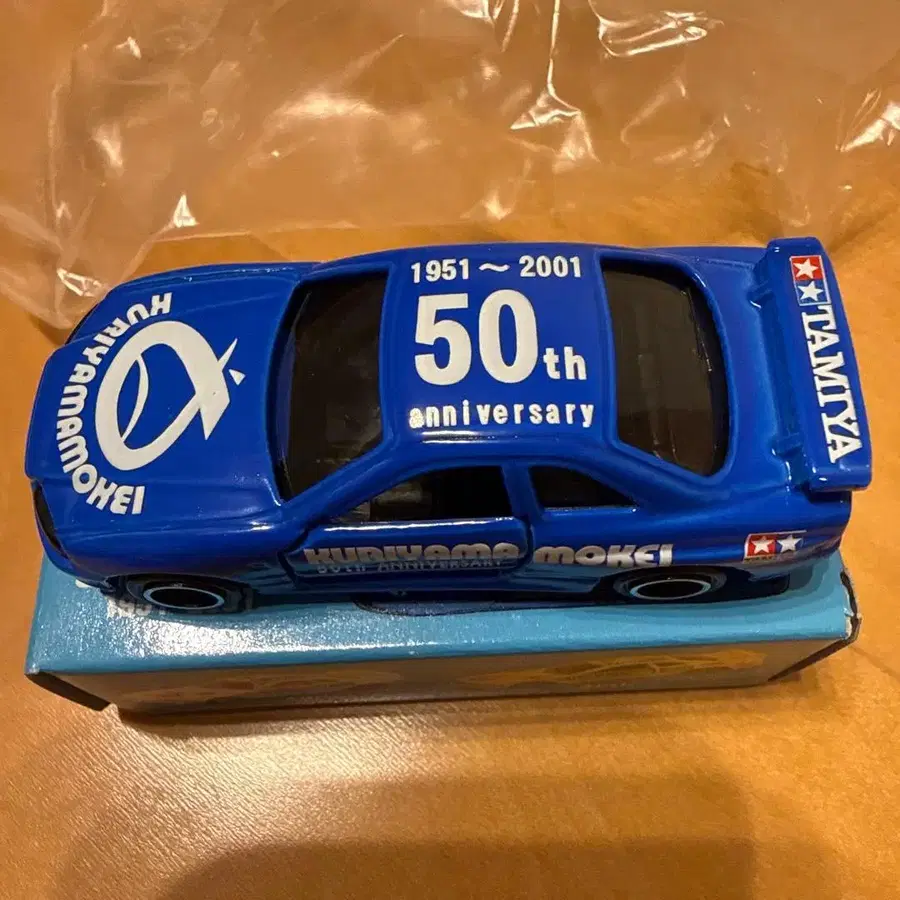 1951～2001
50th
anniversary
KURIYAMAMOKEI
TAMIYA
KURIYAMA MOKEI
50TH ANNIVERSARY